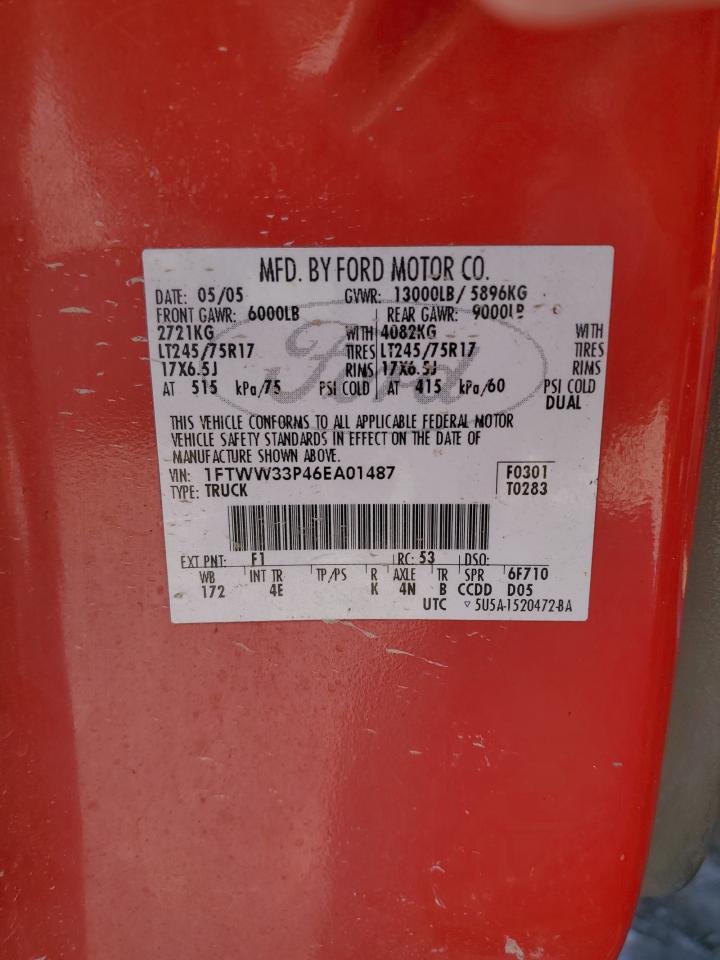 MFD. BY FORD MOTOR CO.
DATE: 05/05 GVWR: 13000LB/ 5896KG
FRONT GAWR: 6000LB REAR GAWR: 9000LB
2721KG WITH 4082KG WITH
LT245/75R17 TIRES LT245/75R17 TIRES
17X6.5J RIMS 17X6.5J RIMS
AT 515 kPa/75 PSI COLD AT 415 kPa/60 PSI COLD
DUAL
Ford
THIS VEHICLE CONFORMS TO ALL APPLICABLE FEDERAL MOTOR
VEHICLE SAFETY STANDARDS IN EFFECT ON THE DATE OF
MANUFACTURE SHOWN ABOVE.
VIN: 1FTWW33P46EA01487 F0301
TYPE: TRUCK T0283
EXT PNT: F1 RC: 53 DSO:
WB INT TR TP/PS R AXLE TR SPR 6F710
172 4E K 4N B CCDD D05
UTC ▽ 5U5A-1520472-BA